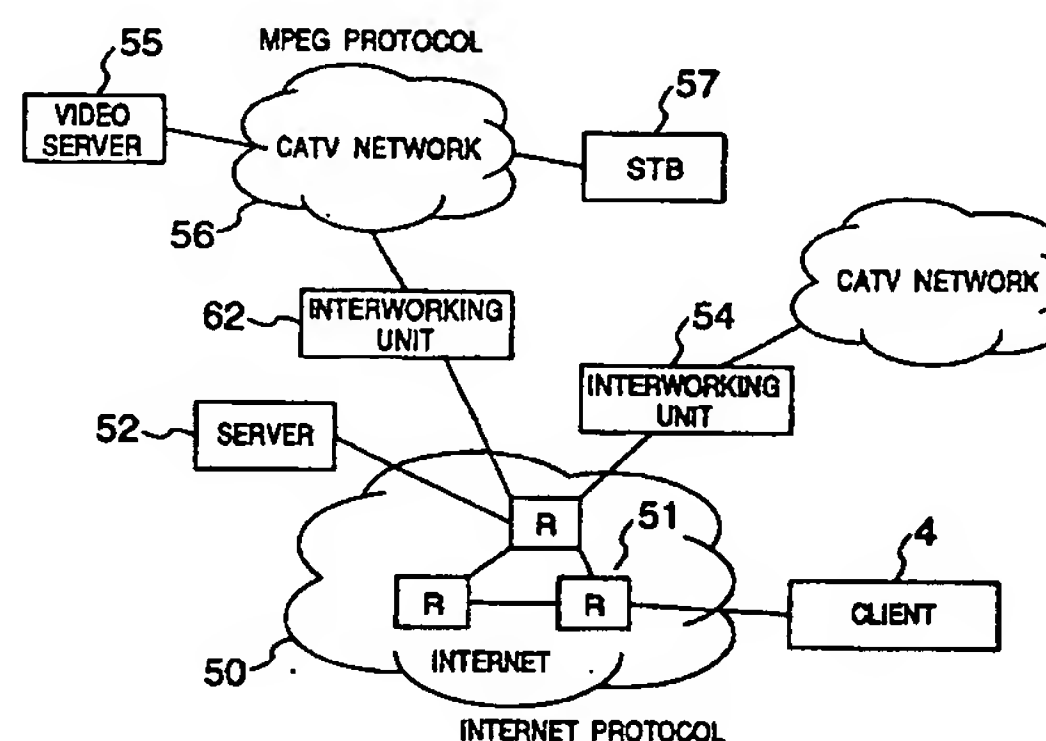 55
MPEG PROTOCOL
VIDEO
SERVER
CATV NETWORK
57
STB
56
CATV NETWORK
62
INTERWORKING
UNIT
54
INTERWORKING
UNIT
52
SERVER
R
51
R
R
4
CLIENT
50
INTERNET
INTERNET PROTOCOL